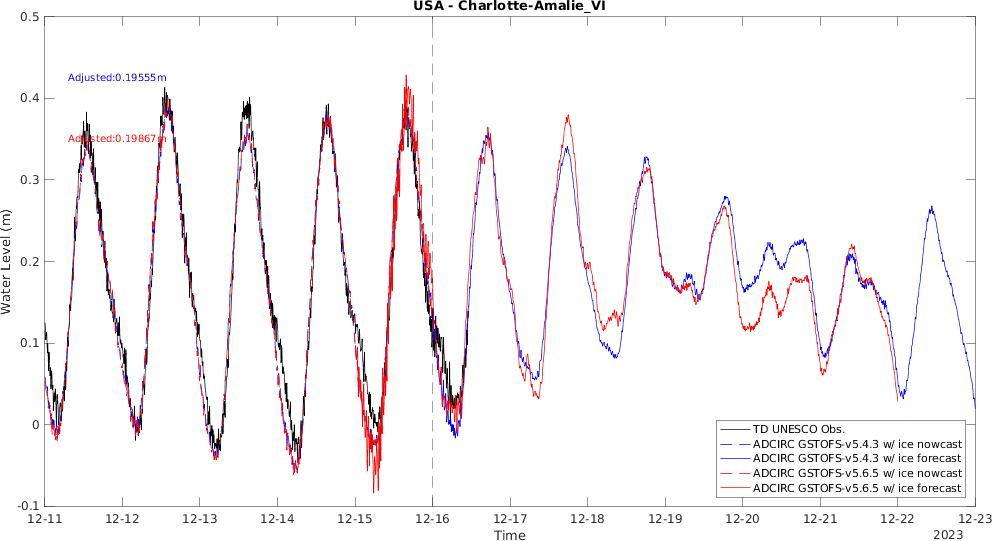 USA - Charlotte-Amalie_VI
0.5
0.4
0.3
0.2
0.1
0
-0.1
Water Level (m)
Adjusted:0.19555m
Adjusted:0.19867m
TD UNESCO Obs.
ADCIRC GSTOFS-v5.4.3 w/ ice nowcast
ADCIRC GSTOFS-v5.4.3 w/ ice forecast
ADCIRC GSTOFS-v5.6.5 w/ ice nowcast
ADCIRC GSTOFS-v5.6.5 w/ ice forecast
12-11 12-12 12-13 12-14 12-15 12-16 12-17 12-18 12-19 12-20 12-21 12-22 12-23
Time
2023